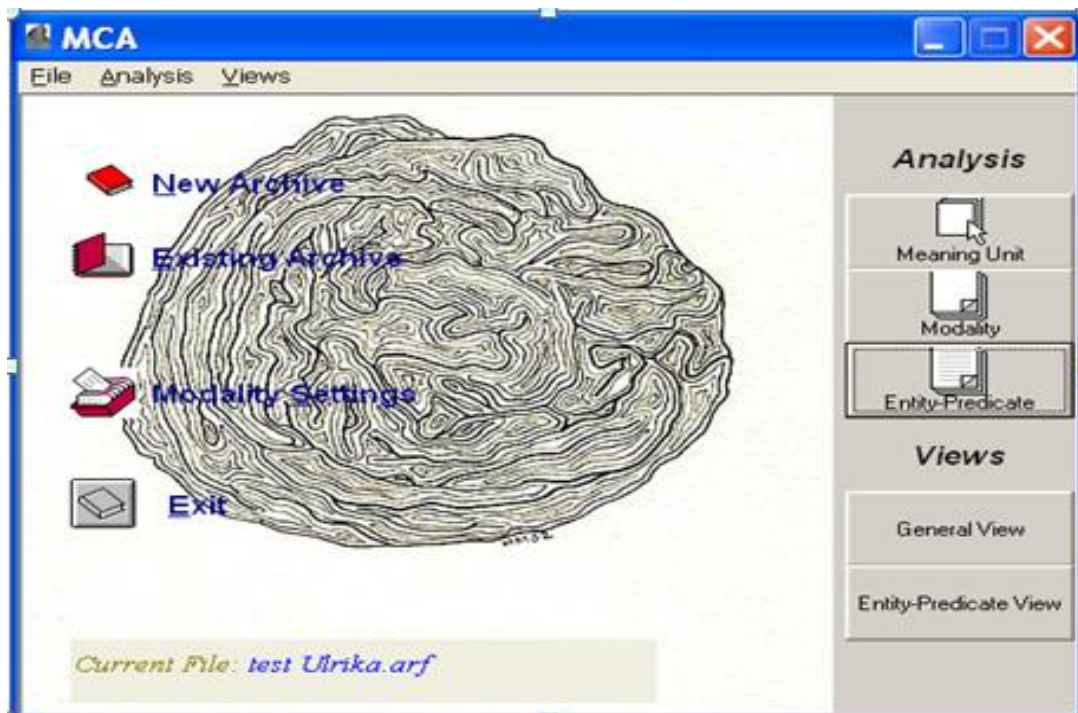 MCA
File Analysis Views
New Archive
Existing Archive
Modality Settings
Exit
Current File: test Ulrika.arf
Analysis
Meaning Unit
Modality
Entity-Predicate
Views
General View
Entity-Predicate View